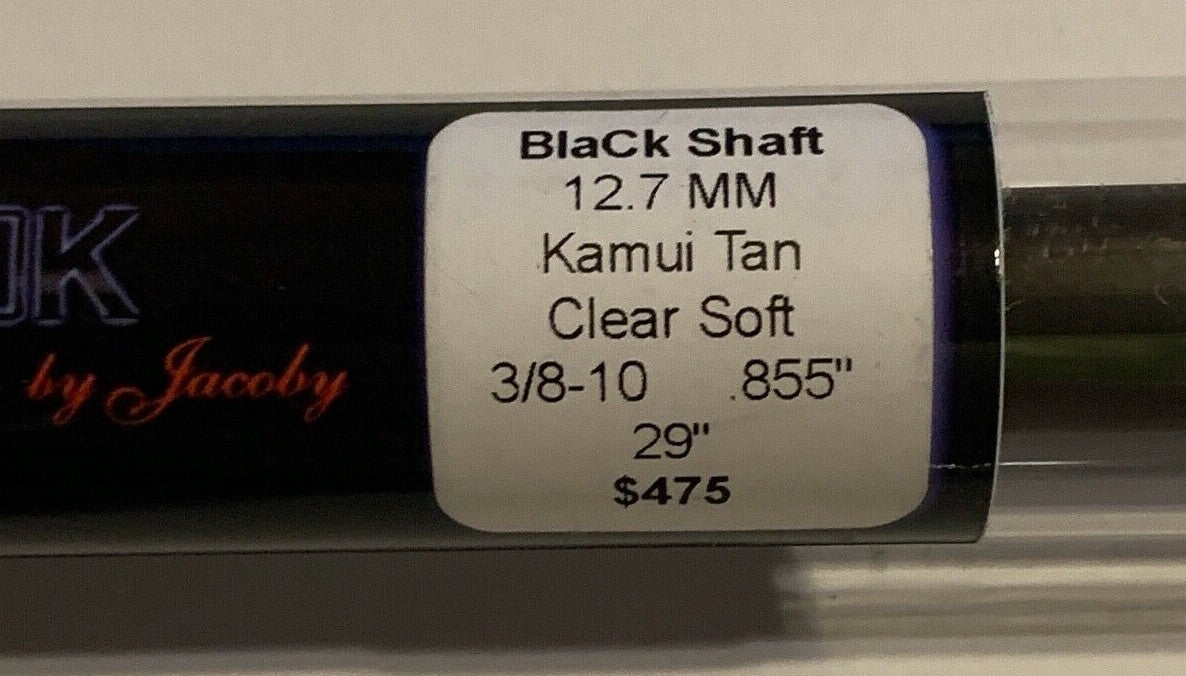 K
by Jacoby
BlaCk Shaft
12.7 MM
Kamui Tan
Clear Soft
3/8-10 .855"
29"
$475